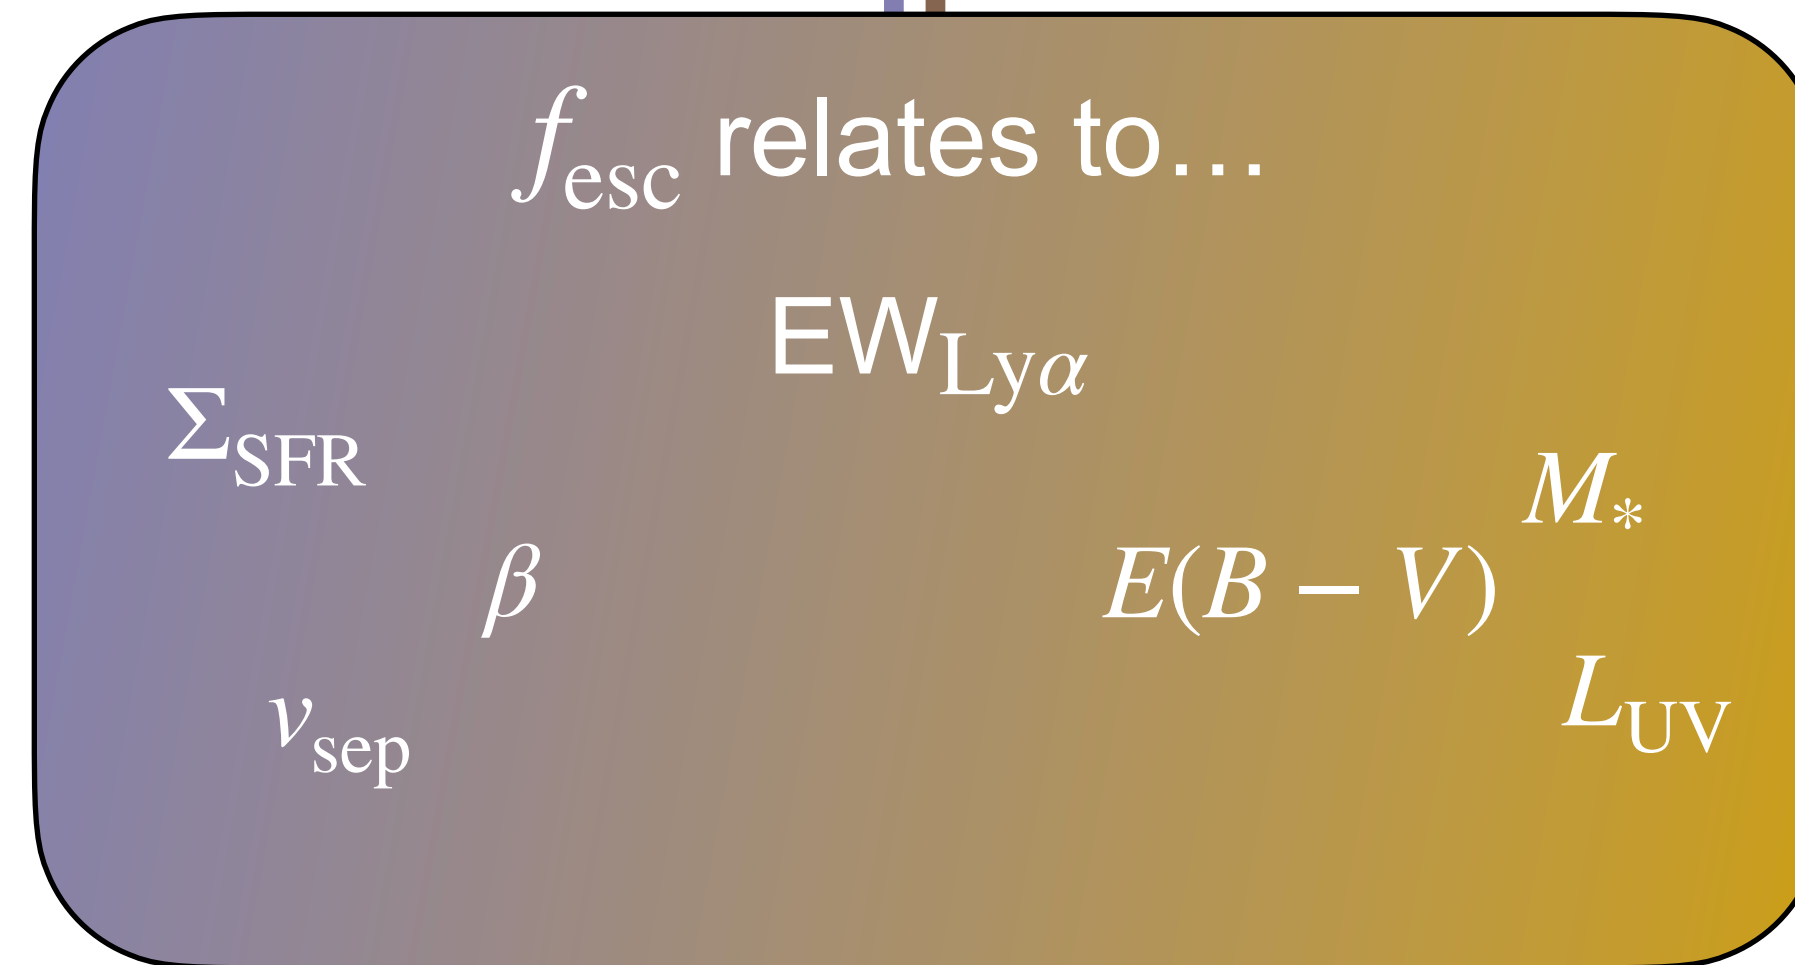 f_esc relates to…
EW_Lyα
Σ_SFR
M_*
β
E(B − V)
v_sep
L_UV